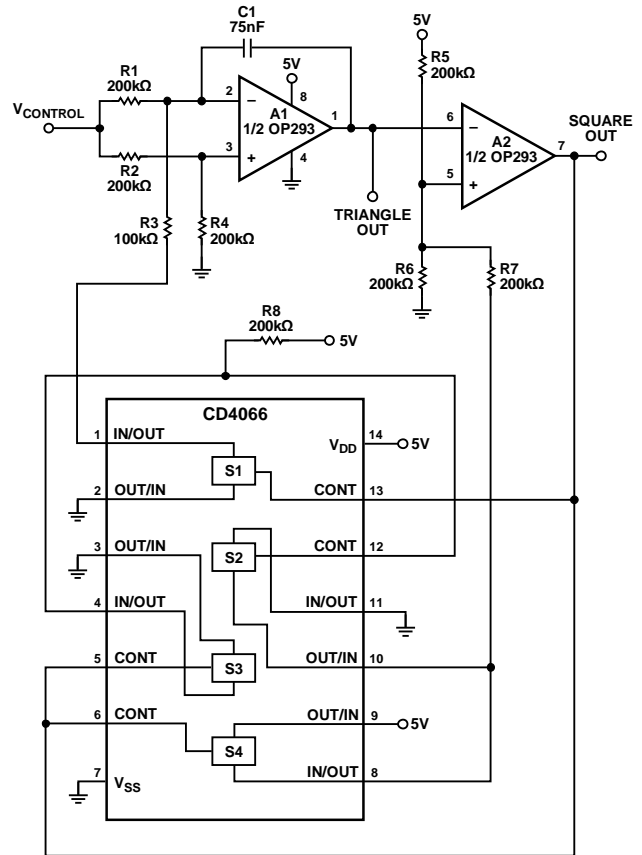 C1
75nF
R1
200kΩ
VCONTROL
R2
200kΩ
R3
100kΩ
R4
200kΩ
2
3
5V
8
A1
1/2 OP293
4
1
TRIANGLE
OUT
5V
R5
200kΩ
6
5
A2
1/2 OP293
7
SQUARE
OUT
R6
200kΩ
R7
200kΩ
R8
200kΩ
5V
CD4066
1 IN/OUT
S1
VDD 14 5V
2 OUT/IN
CONT 13
3 OUT/IN
S2
CONT 12
4 IN/OUT
IN/OUT 11
5 CONT
S3
OUT/IN 10
6 CONT
S4
OUT/IN 9 5V
7 VSS
IN/OUT 8